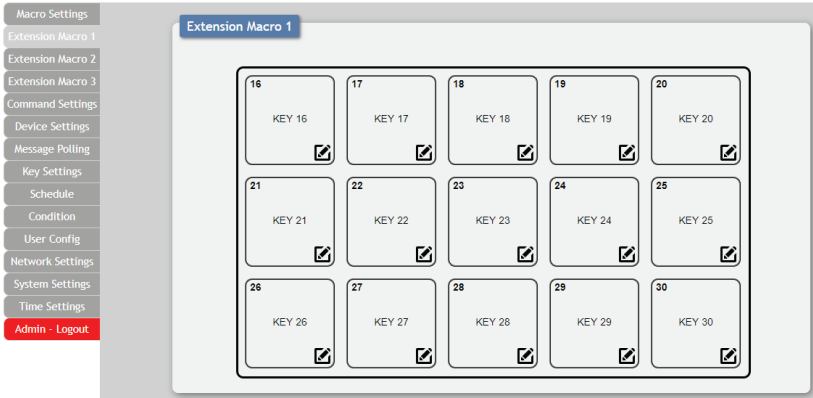 Macro Settings
Extension Macro 1
Extension Macro 2
Extension Macro 3
Command Settings
Device Settings
Message Polling
Key Settings
Schedule
Condition
User Config
Network Settings
System Settings
Time Settings
Admin - Logout
Extension Macro 1
16 17 18 19 20
KEY 16 KEY 17 KEY 18 KEY 19 KEY 20
21 22 23 24 25
KEY 21 KEY 22 KEY 23 KEY 24 KEY 25
26 27 28 29 30
KEY 26 KEY 27 KEY 28 KEY 29 KEY 30